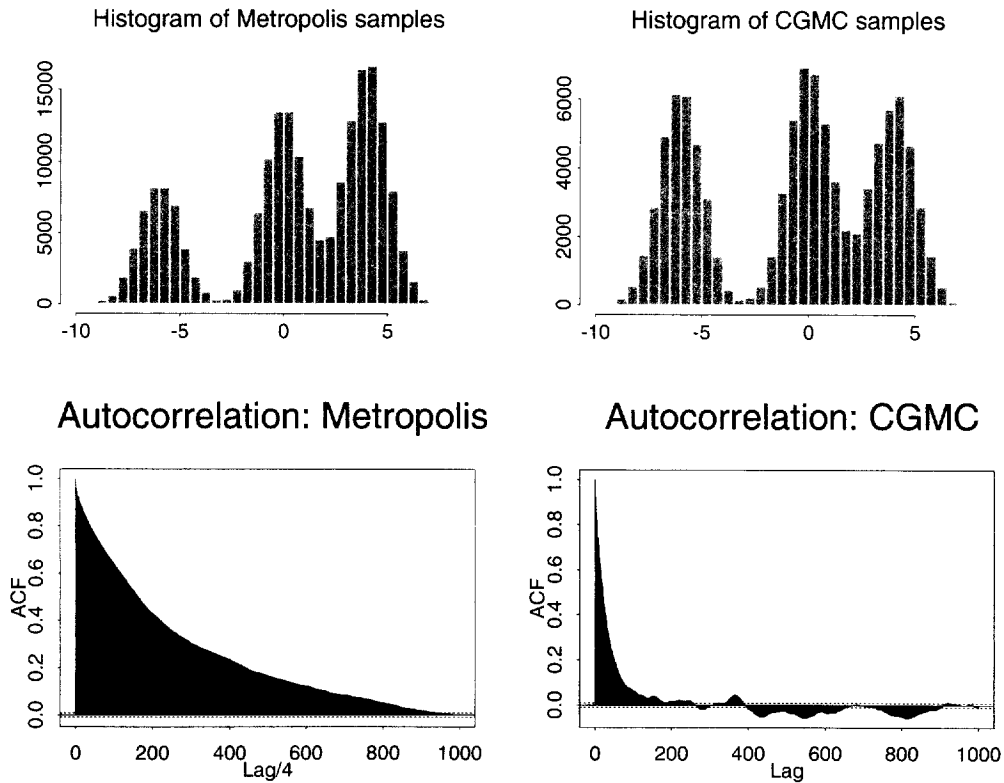 Histogram of Metropolis samples
15000
10000
5000
0
-10 -5 0 5
Histogram of CGMC samples
6000
4000
2000
0
-10 -5 0 5
Autocorrelation: Metropolis
ACF
1.0
0.8
0.6
0.4
0.2
0.0
0 200 400 600 800 1000
Lag/4
Autocorrelation: CGMC
ACF
1.0
0.8
0.6
0.4
0.2
0.0
0 200 400 600 800 1000
Lag